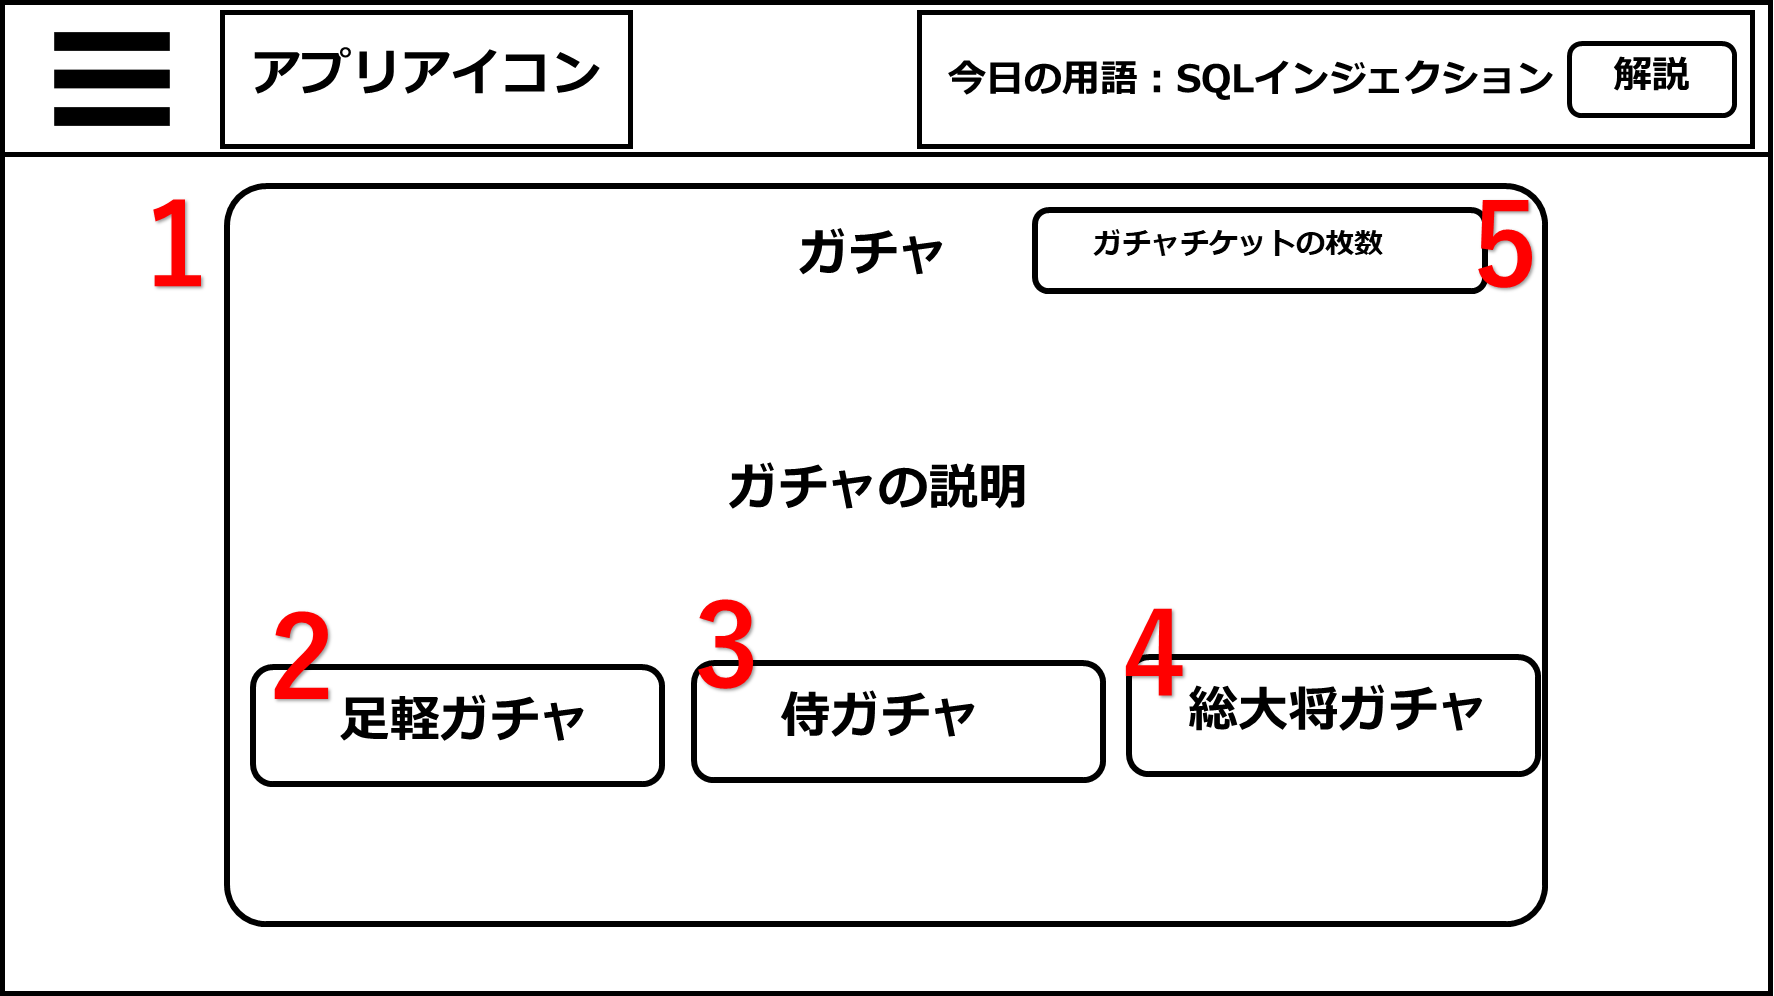 アプリアイコン
今日の用語：SQLインジェクション
解説
1
ガチャ
ガチャチケットの枚数
5
ガチャの説明
2
足軽ガチャ
3
侍ガチャ
4
総大将ガチャ